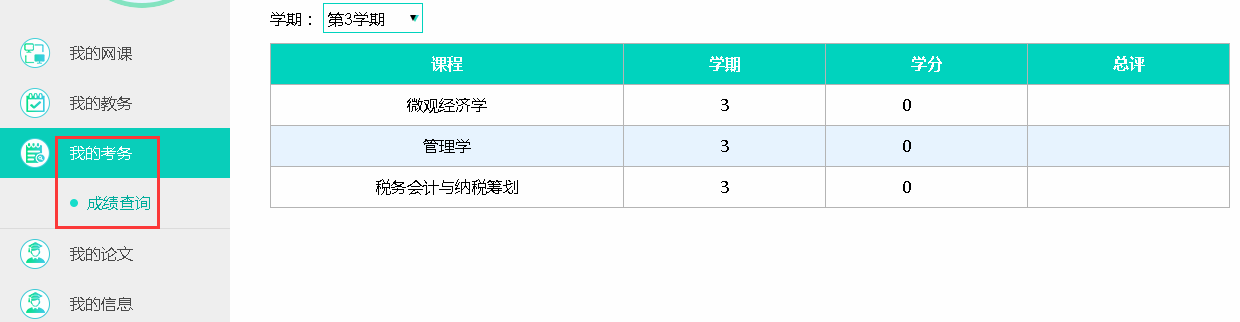 我的网课
我的教务
我的考务
成绩查询
我的论文
我的信息
学期： 第3学期
课程 学期 学分 总评
微观经济学 3 0
管理学 3 0
税务会计与纳税筹划 3 0